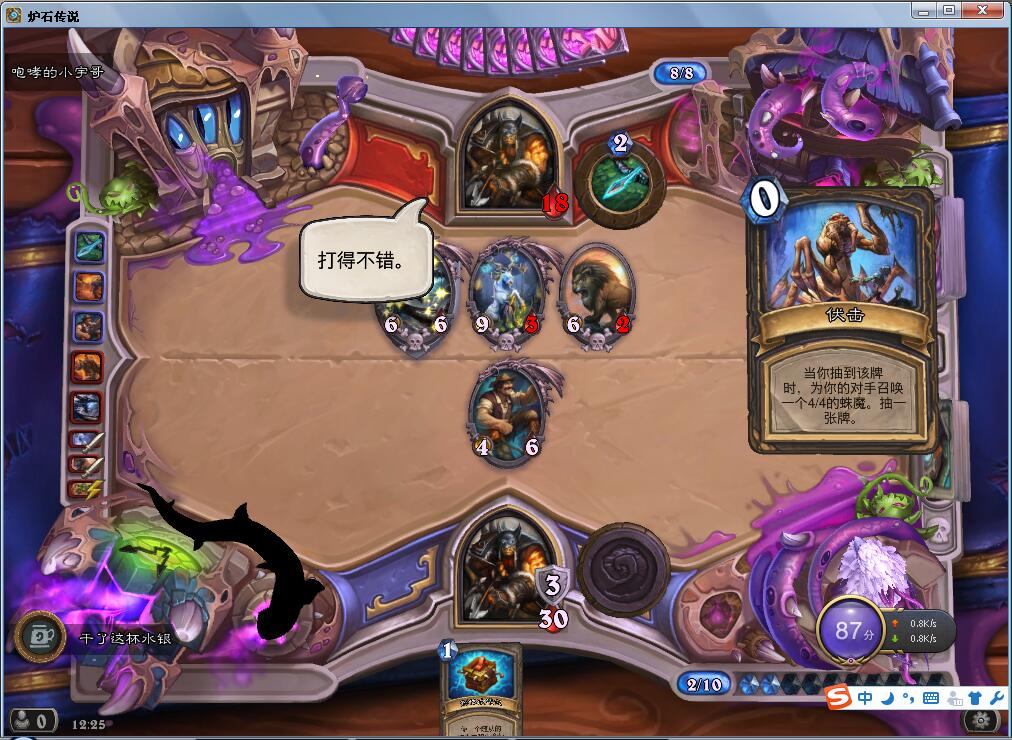 炉石传说
咆哮的小宇哥
8/8
2
18
0
打得不错。
6
6
9
3
6
2
伏击
当你抽到该牌
时，为你的对手召唤
一个4/4的蛛魔。抽一
张牌。
4
6
3
30
干了这杯水银
87分
0.8K/s
0.8K/s
1
2/10
中
0
12:25